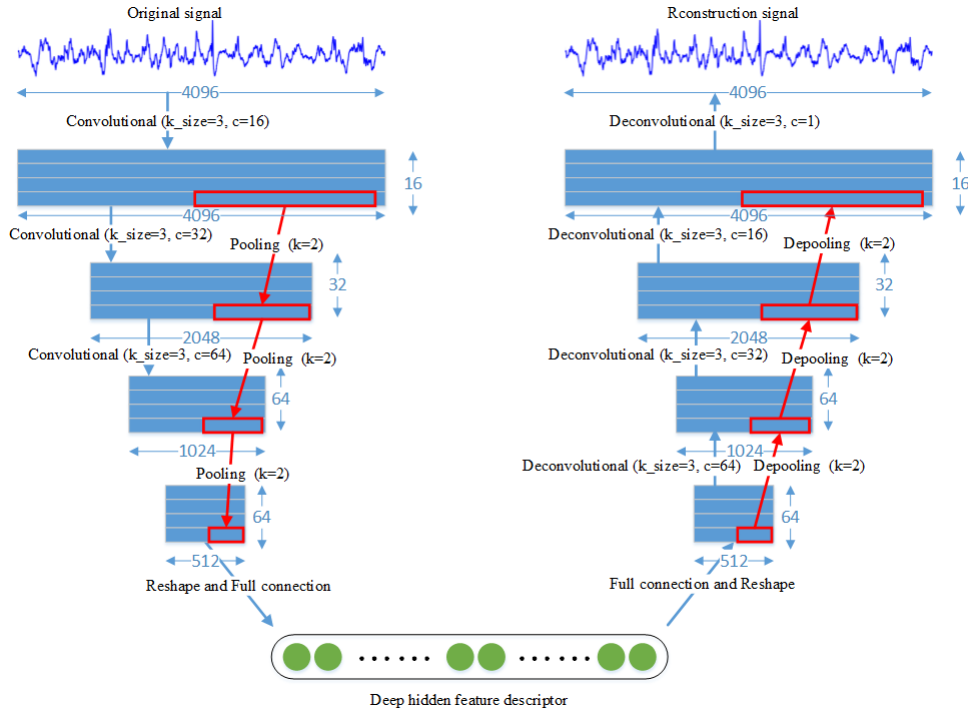 Original signal
4096
Convolutional (k_size=3, c=16)
16
4096
Convolutional (k_size=3, c=32)
Pooling (k=2)
32
2048
Convolutional (k_size=3, c=64)
Pooling (k=2)
64
1024
Pooling (k=2)
64
512
Reshape and Full connection
Deep hidden feature descriptor
Rconstruction signal
4096
Deconvolutional (k_size=3, c=1)
16
4096
Deconvolutional (k_size=3, c=16)
Depooling (k=2)
32
2048
Deconvolutional (k_size=3, c=32)
Depooling (k=2)
64
1024
Deconvolutional (k_size=3, c=64)
Depooling (k=2)
64
512
Full connection and Reshape